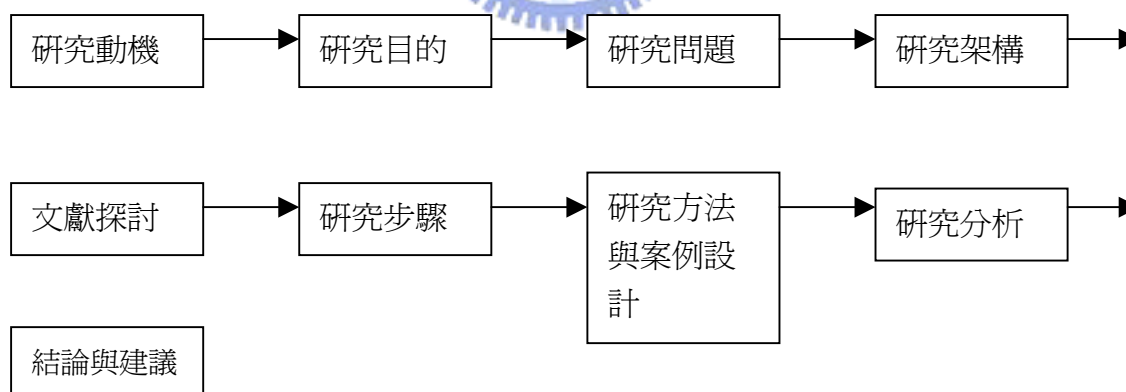 研究動機
研究目的
研究問題
研究架構
文獻探討
研究步驟
研究方法
與案例設
計
研究分析
結論與建議